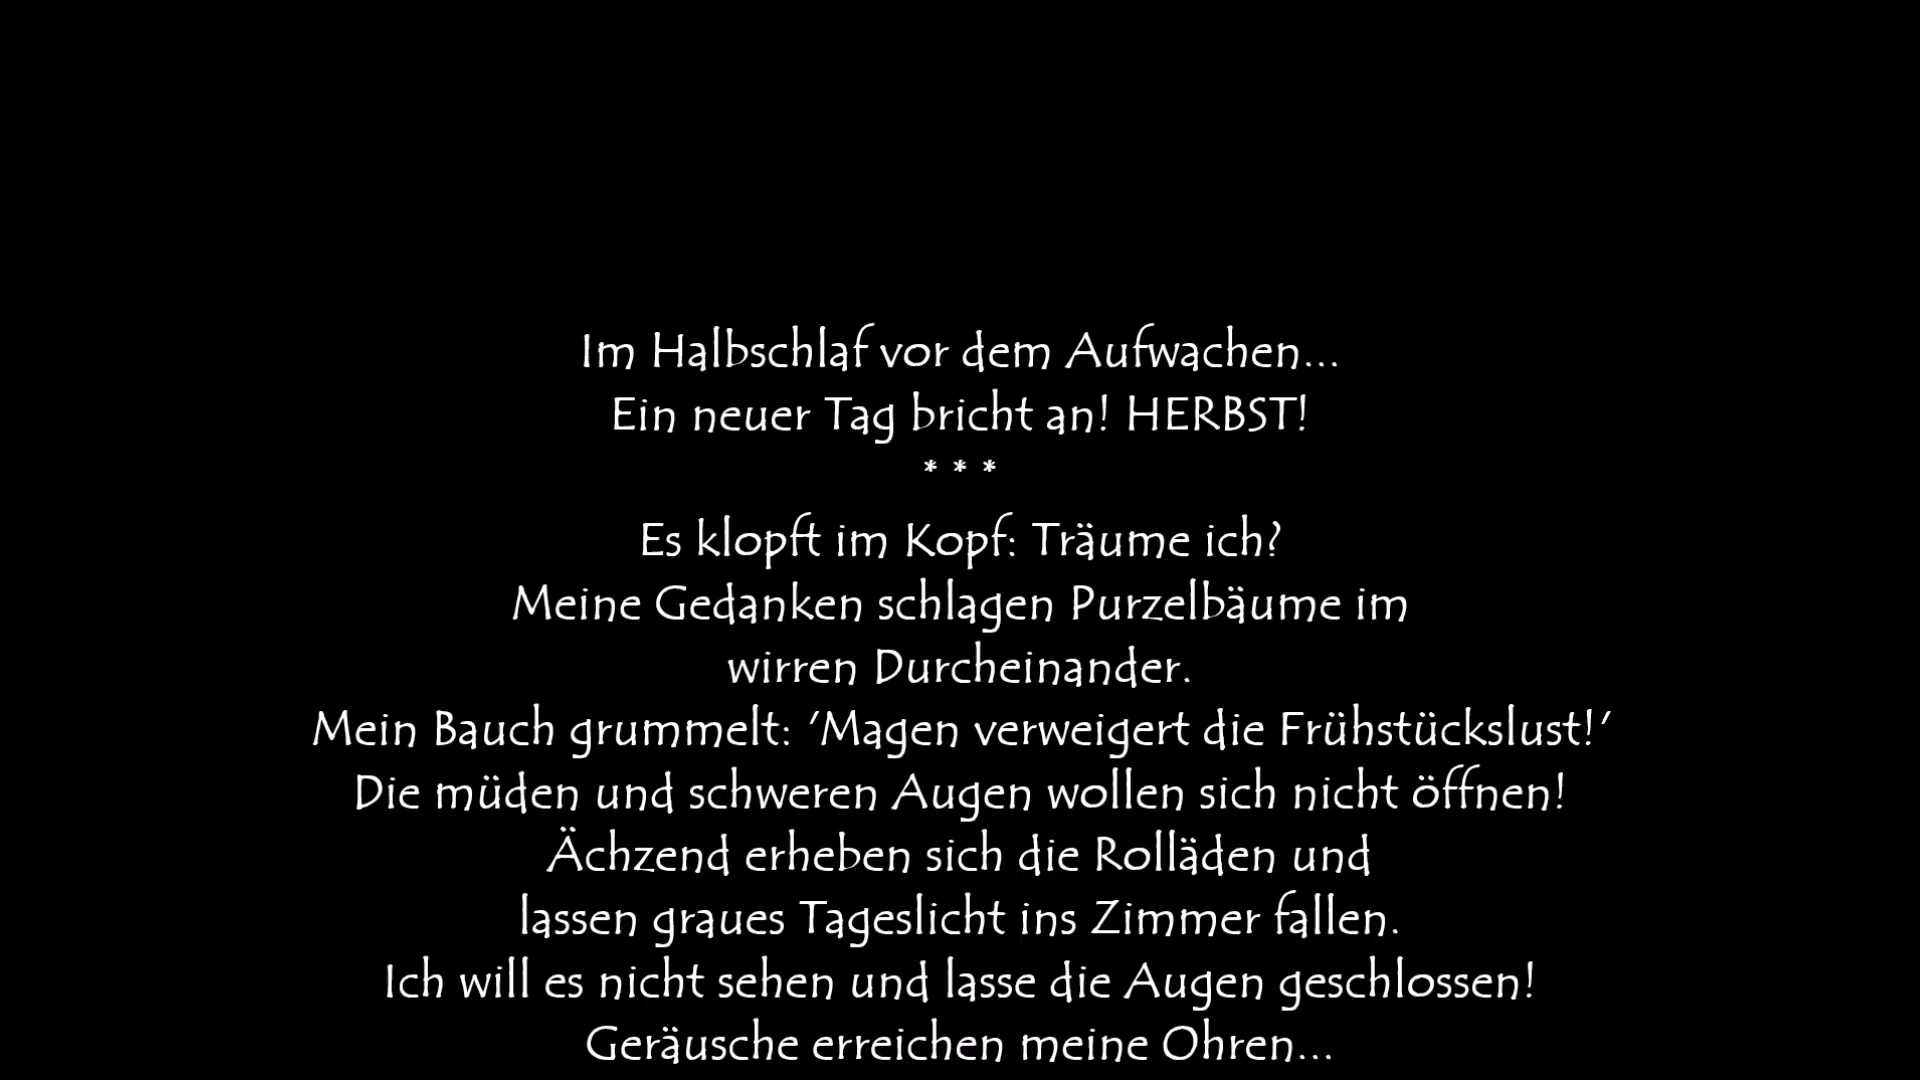 Im Halbschlaf vor dem Aufwachen...
Ein neuer Tag bricht an! HERBST!
* * *
Es klopft im Kopf: Träume ich?
Meine Gedanken schlagen Purzelbäume im
wirren Durcheinander.
Mein Bauch grummelt: 'Magen verweigert die Frühstückslust!'
Die müden und schweren Augen wollen sich nicht öffnen!
Ächzend erheben sich die Rolläden und
lassen graues Tageslicht ins Zimmer fallen.
Ich will es nicht sehen und lasse die Augen geschlossen!
Geräusche erreichen meine Ohren...